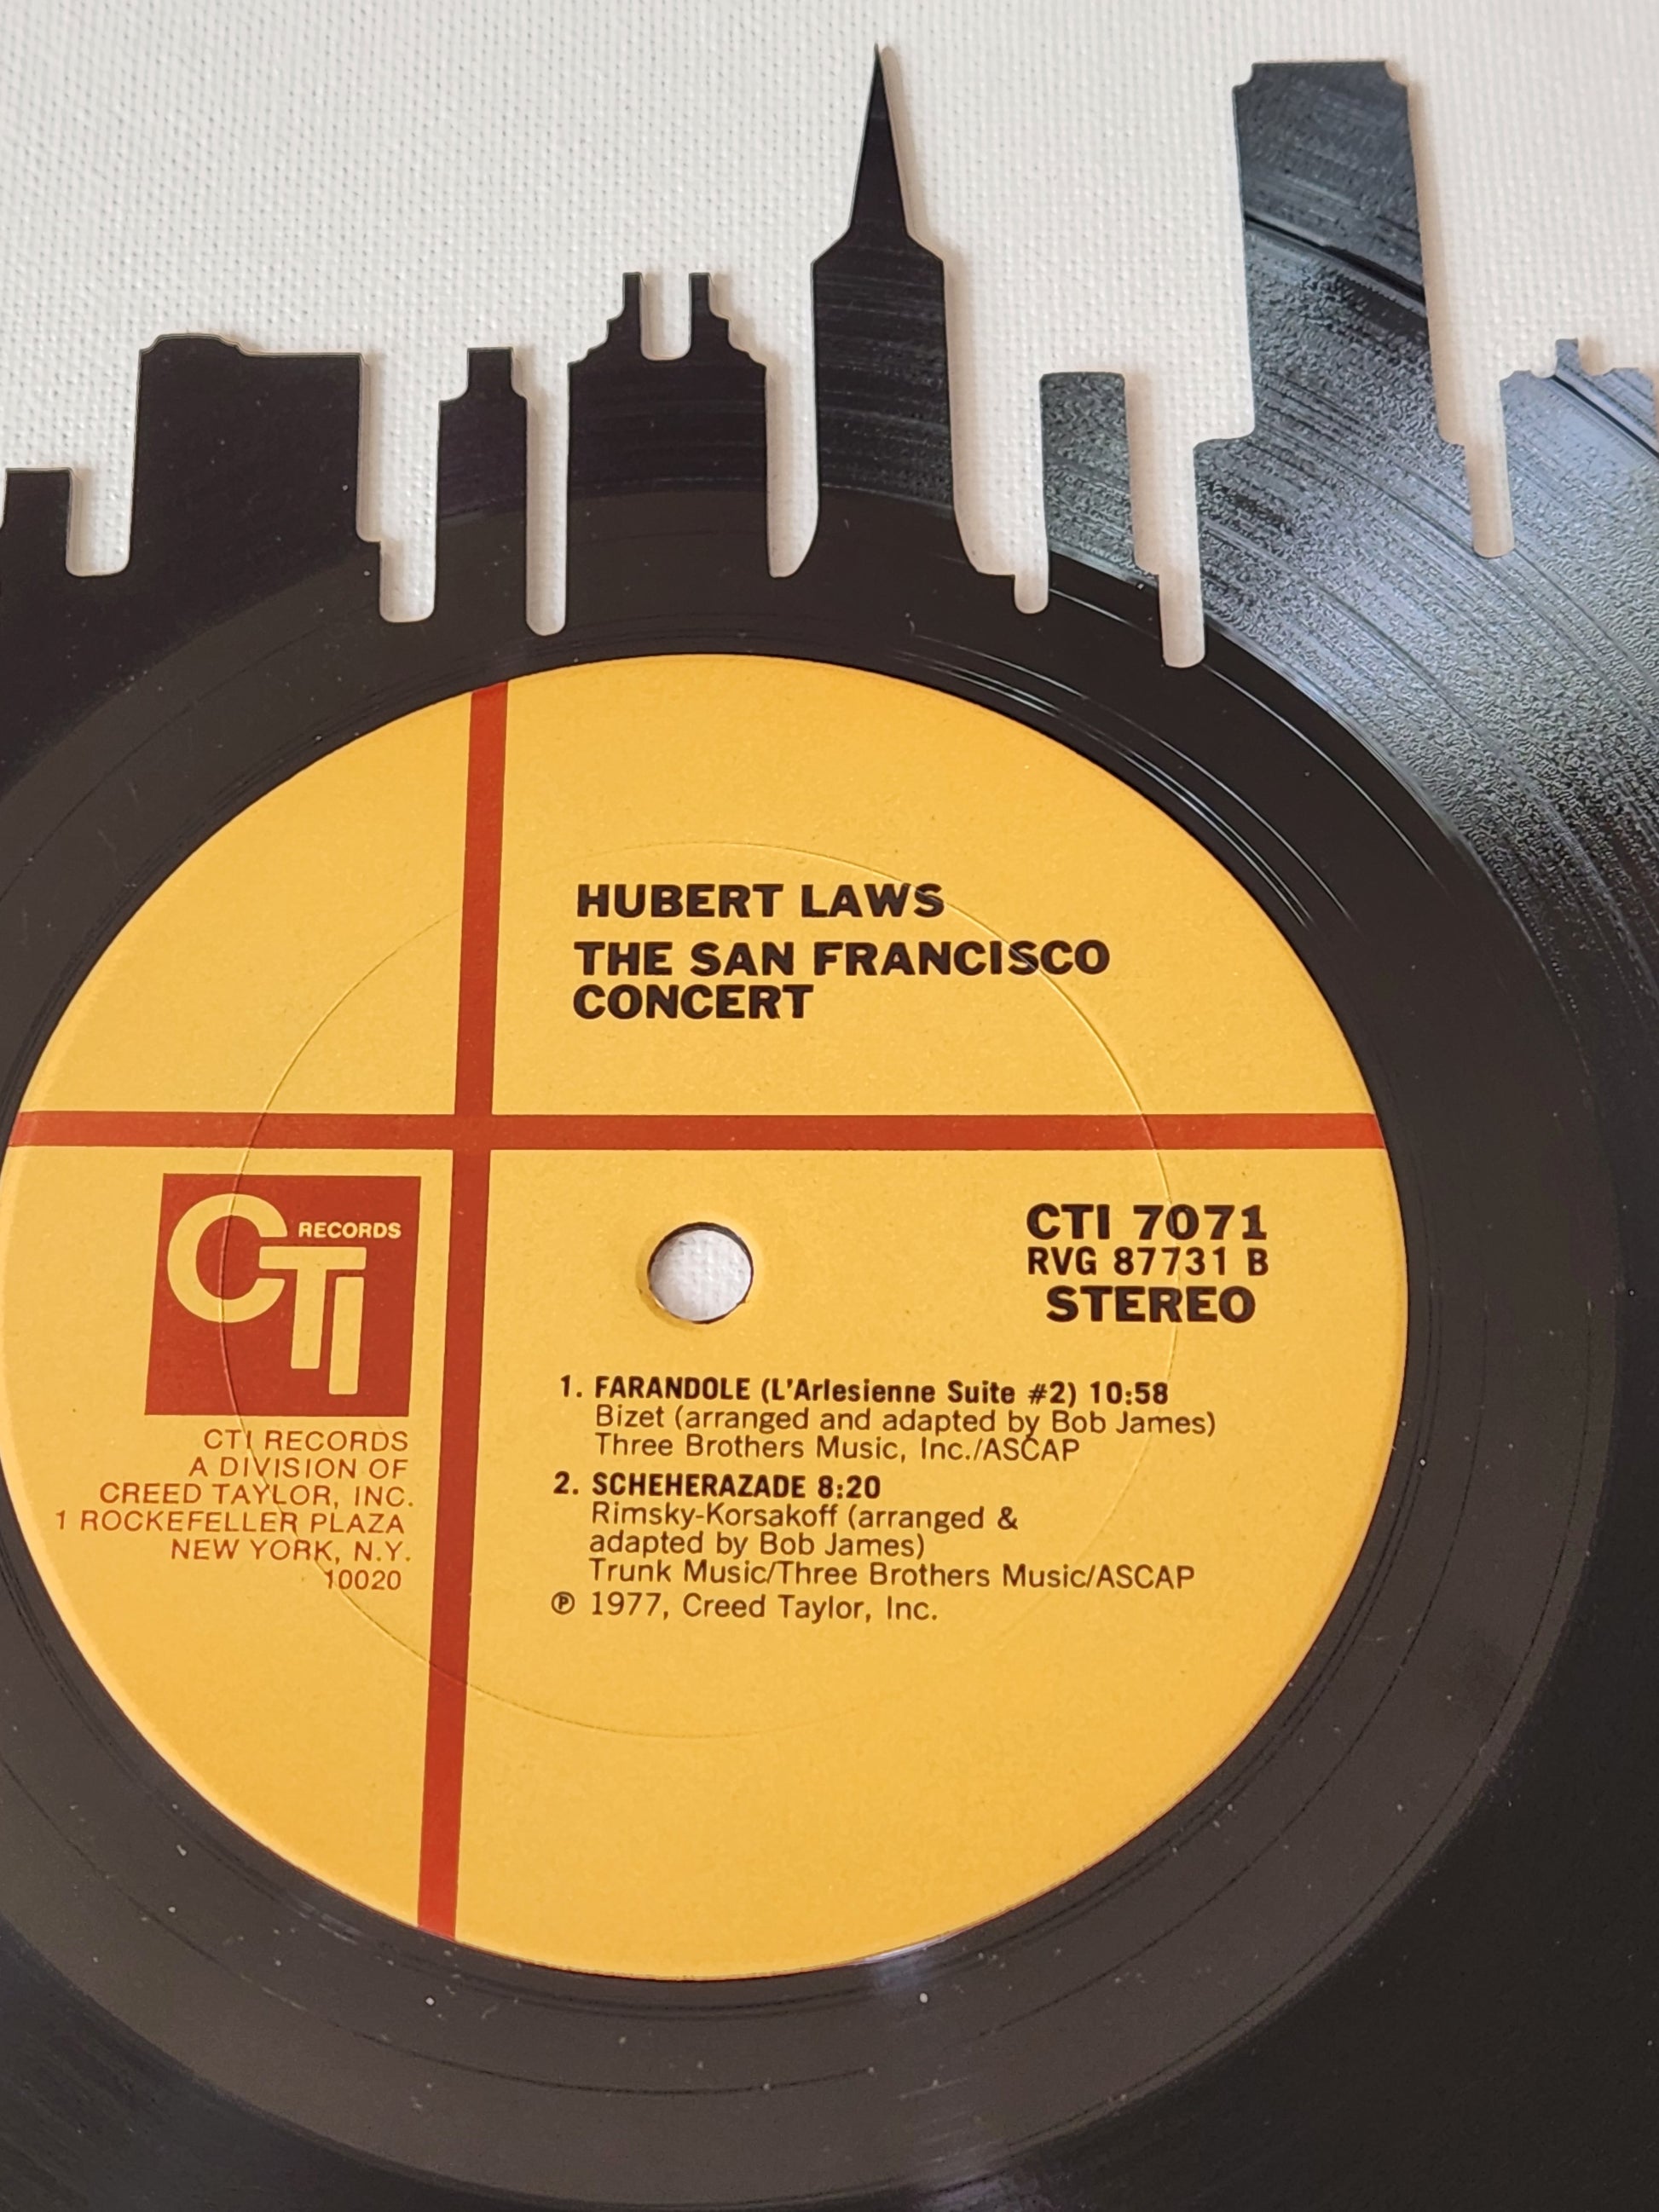 HUBERT LAWS
THE SAN FRANCISCO
CONCERT
CTI RECORDS
CTI RECORDS
A DIVISION OF
CREED TAYLOR, INC.
1 ROCKEFELLER PLAZA
NEW YORK, N.Y.
10020
CTI 7071
RVG 87731 B
STEREO
1. FARANDOLE (L'Arlesienne Suite #2) 10:58
Bizet (arranged and adapted by Bob James)
Three Brothers Music, Inc./ASCAP
2. SCHEHERAZADE 8:20
Rimsky-Korsakoff (arranged &
adapted by Bob James)
Trunk Music/Three Brothers Music/ASCAP
℗ 1977, Creed Taylor, Inc.